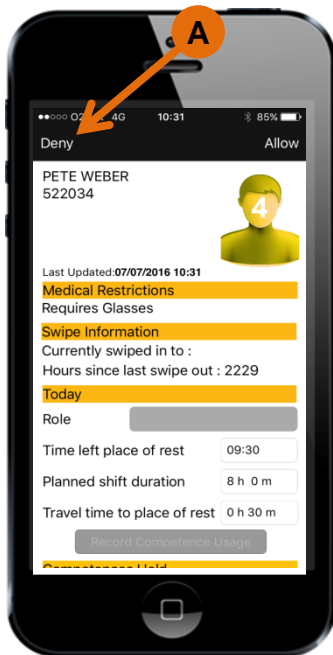 A
4G 10:31 85%
Deny Allow
PETE WEBER
522034
4
Last Updated:07/07/2016 10:31
Medical Restrictions
Requires Glasses
Swipe Information
Currently swiped in to :
Hours since last swipe out : 2229
Today
Role
Time left place of rest 09:30
Planned shift duration 8 h 0 m
Travel time to place of rest 0 h 30 m
Record Competence Usage